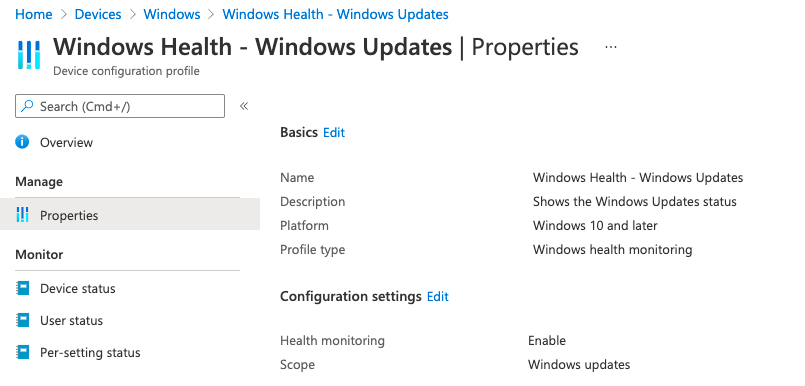 Home > Devices > Windows > Windows Health - Windows Updates
Windows Health - Windows Updates | Properties ...
Device configuration profile
Search (Cmd+/) «
Overview
Manage
Properties
Monitor
Device status
User status
Per-setting status
Basics Edit
Name Windows Health - Windows Updates
Description Shows the Windows Updates status
Platform Windows 10 and later
Profile type Windows health monitoring
Configuration settings Edit
Health monitoring Enable
Scope Windows updates